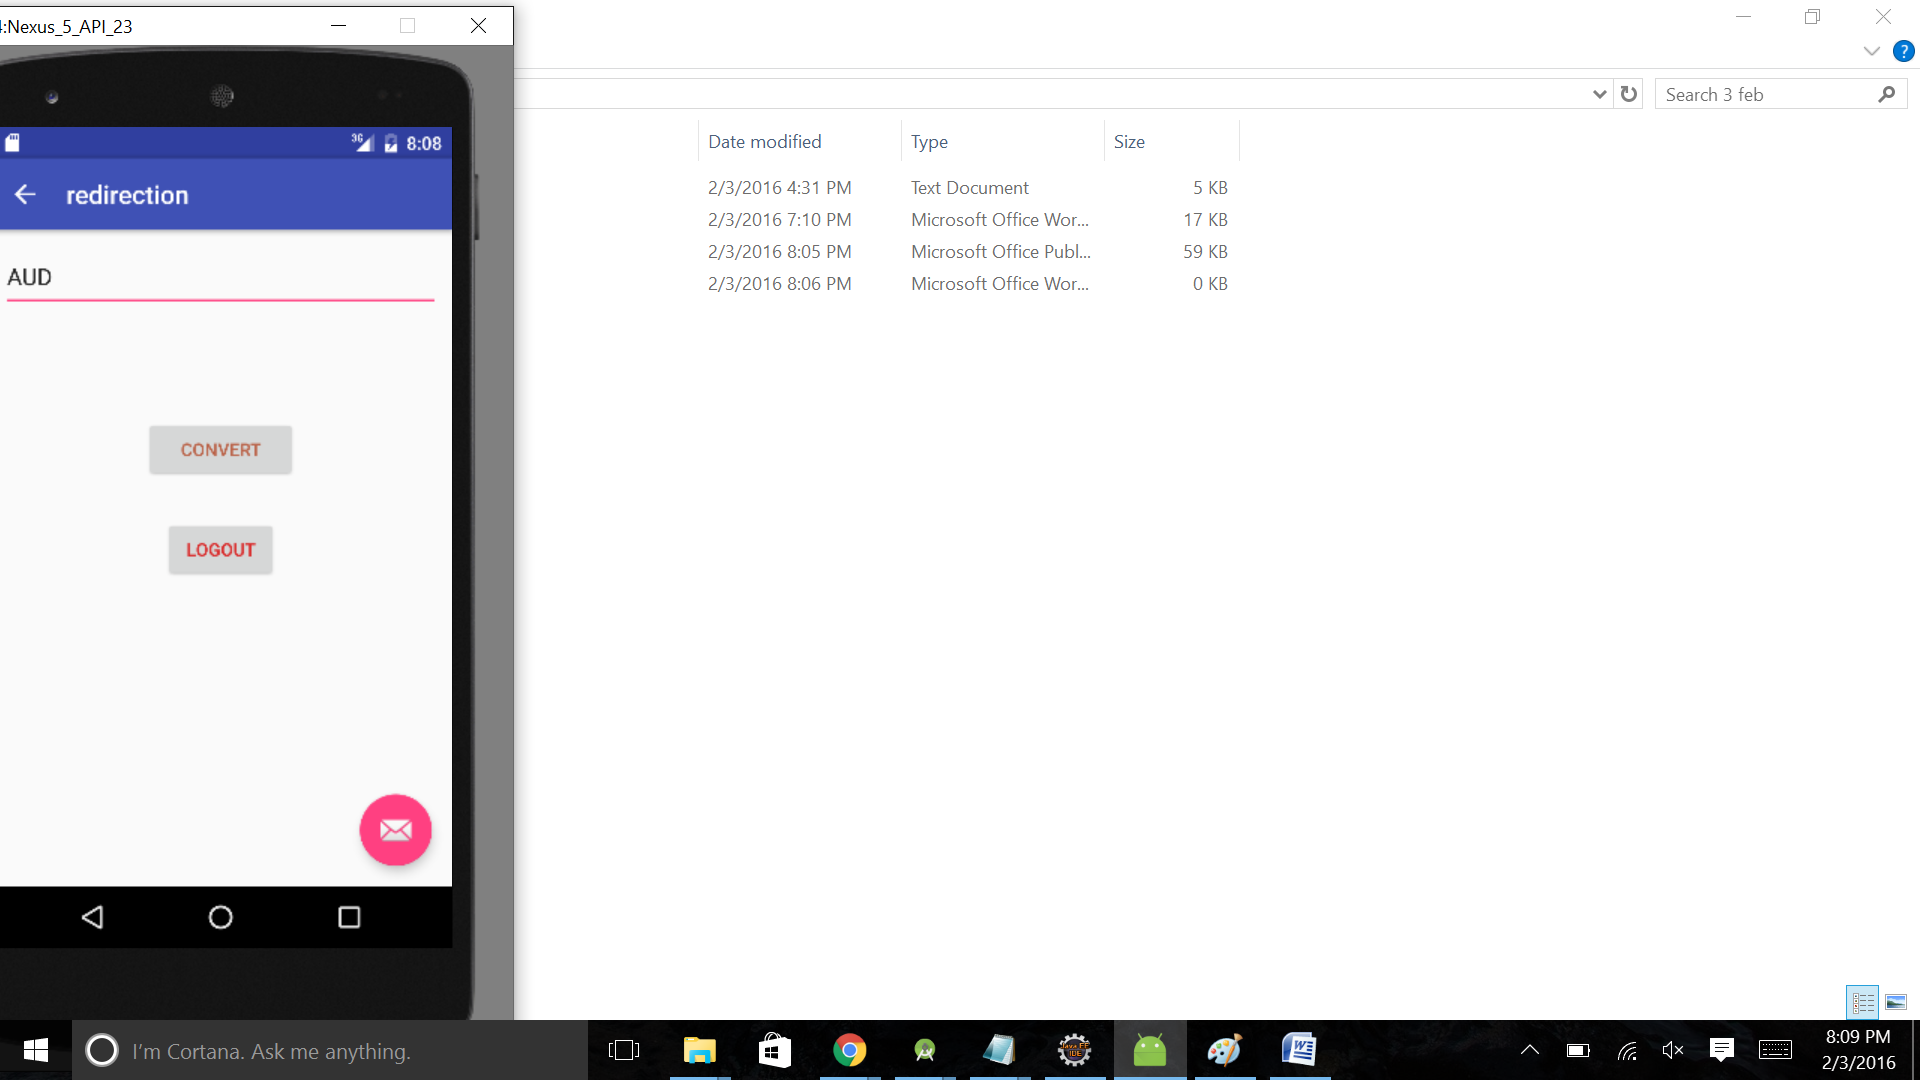 :Nexus_5_API_23
3G 8:08
redirection
AUD
CONVERT
LOGOUT
?
Search 3 feb
Date modified Type Size
2/3/2016 4:31 PM Text Document 5 KB
2/3/2016 7:10 PM Microsoft Office Wor... 17 KB
2/3/2016 8:05 PM Microsoft Office Publ... 59 KB
2/3/2016 8:06 PM Microsoft Office Wor... 0 KB
I'm Cortana. Ask me anything.
8:09 PM
2/3/2016